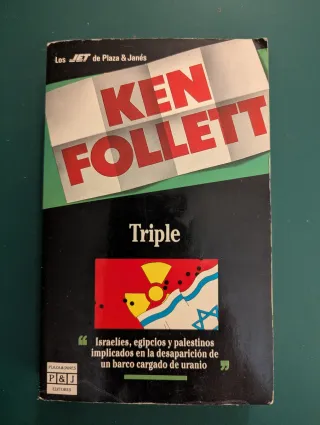 Los JET de Plaza & Janés
KEN
FOLLETT
Triple
“ Israelíes, egipcios y palestinos
implicados en la desaparición de
un barco cargado de uranio ”
PLAZA & JANES
P & J
EDITORES